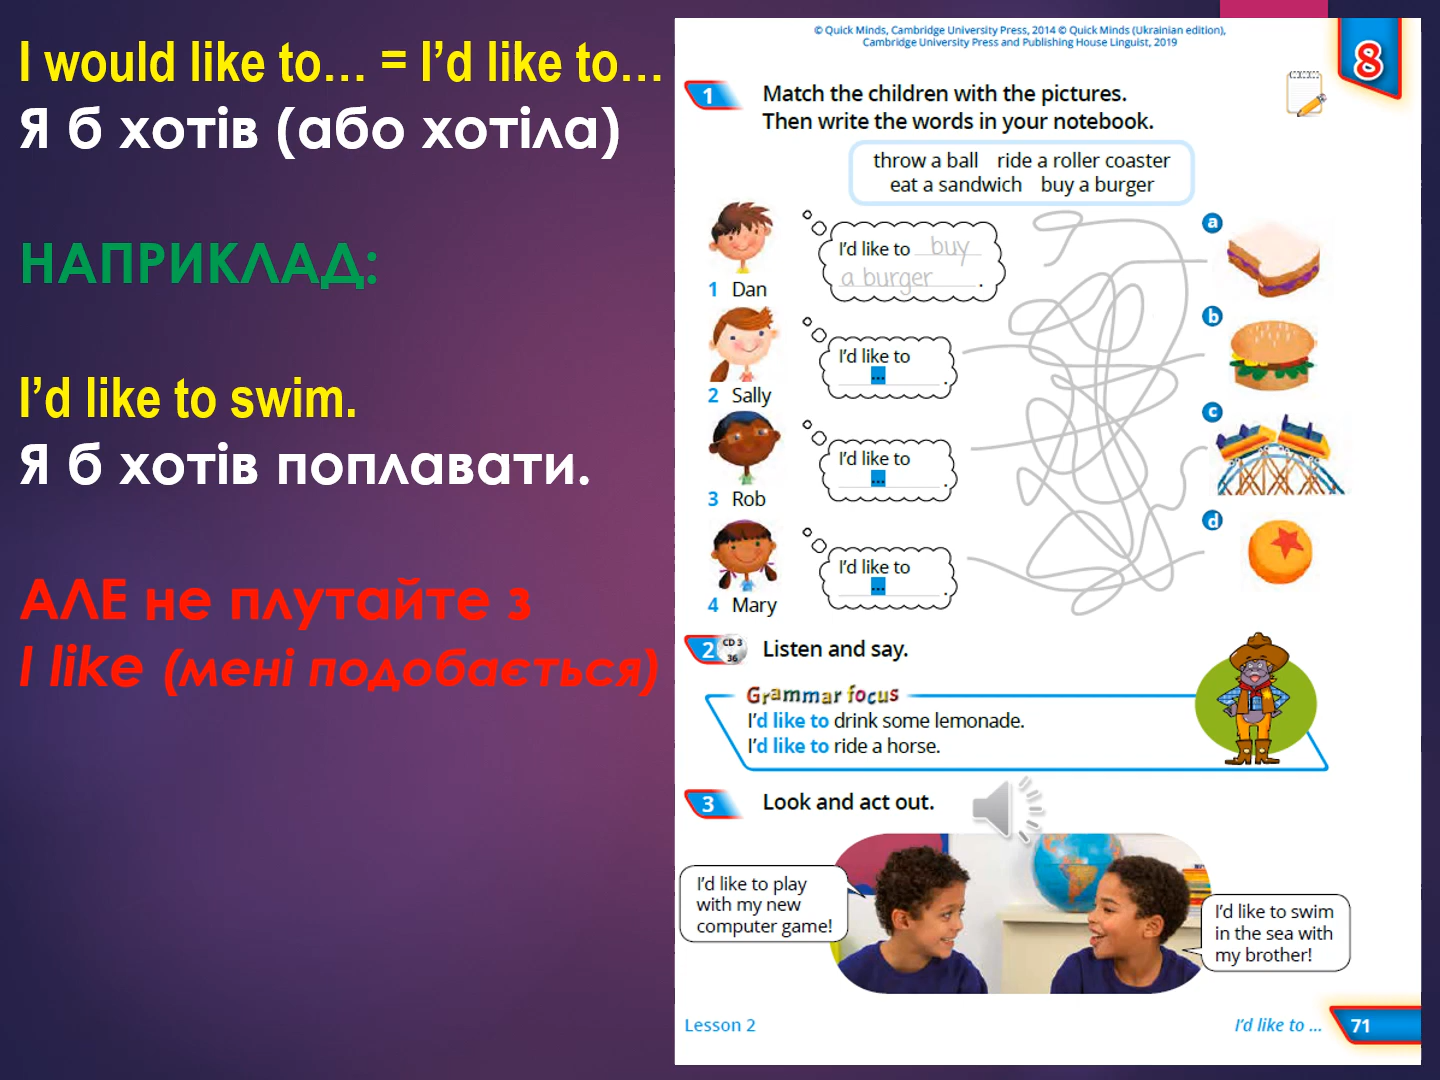 I would like to… = I’d like to…
Я б хотів (або хотіла)
НАПРИКЛАД:
I’d like to swim.
Я б хотів поплавати.
АЛЕ не плутайте з
I like (мені подобається)
© Quick Minds, Cambridge University Press, 2014 © Quick Minds (Ukrainian edition),
Cambridge University Press and Publishing House Linguist, 2019
8
1 Match the children with the pictures.
Then write the words in your notebook.
throw a ball ride a roller coaster
eat a sandwich buy a burger
I’d like to buy
a burger.
1 Dan
a
I’d like to
... .
2 Sally
b
I’d like to
... .
3 Rob
c
I’d like to
... .
4 Mary
d
2 CD 3
36
Listen and say.
Grammar focus
I’d like to drink some lemonade.
I’d like to ride a horse.
3 Look and act out.
I’d like to play
with my new
computer game!
I’d like to swim
in the sea with
my brother!
Lesson 2
I’d like to ... 71